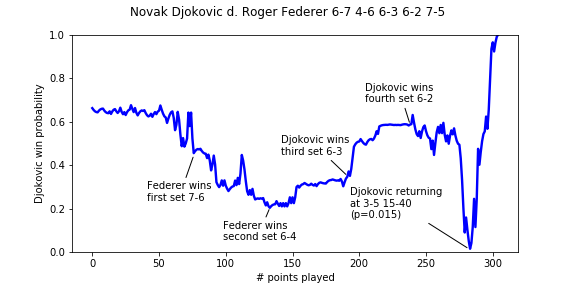 Novak Djokovic d. Roger Federer 6-7 4-6 6-3 6-2 7-5
Djokovic win probability
1.0
0.8
0.6
0.4
0.2
0.0
Djokovic wins
fourth set 6-2
Djokovic wins
third set 6-3
Federer wins
first set 7-6
Djokovic returning
at 3-5 15-40
(p=0.015)
Federer wins
second set 6-4
0
50
100
150
200
250
300
# points played